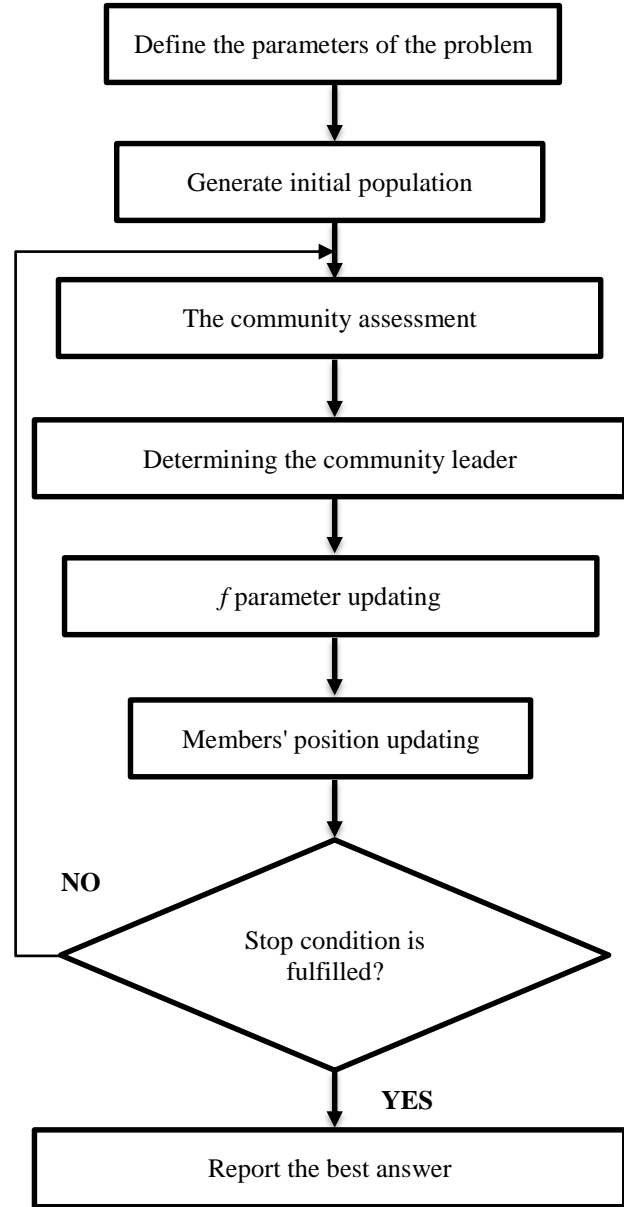 Define the parameters of the problem
Generate initial population
The community assessment
Determining the community leader
f parameter updating
Members' position updating
NO
Stop condition is
fulfilled?
YES
Report the best answer